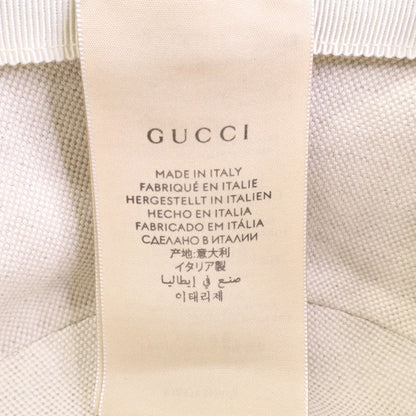 GUCCI
MADE IN ITALY
FABRIQUÉ EN ITALIE
HERGESTELLT IN ITALIEN
HECHO EN ITALIA
FABRICADO EM ITÁLIA
СДЕЛАНО В ИТАЛИИ
产地:意大利
イタリア製
صنع في إيطاليا
이태리제